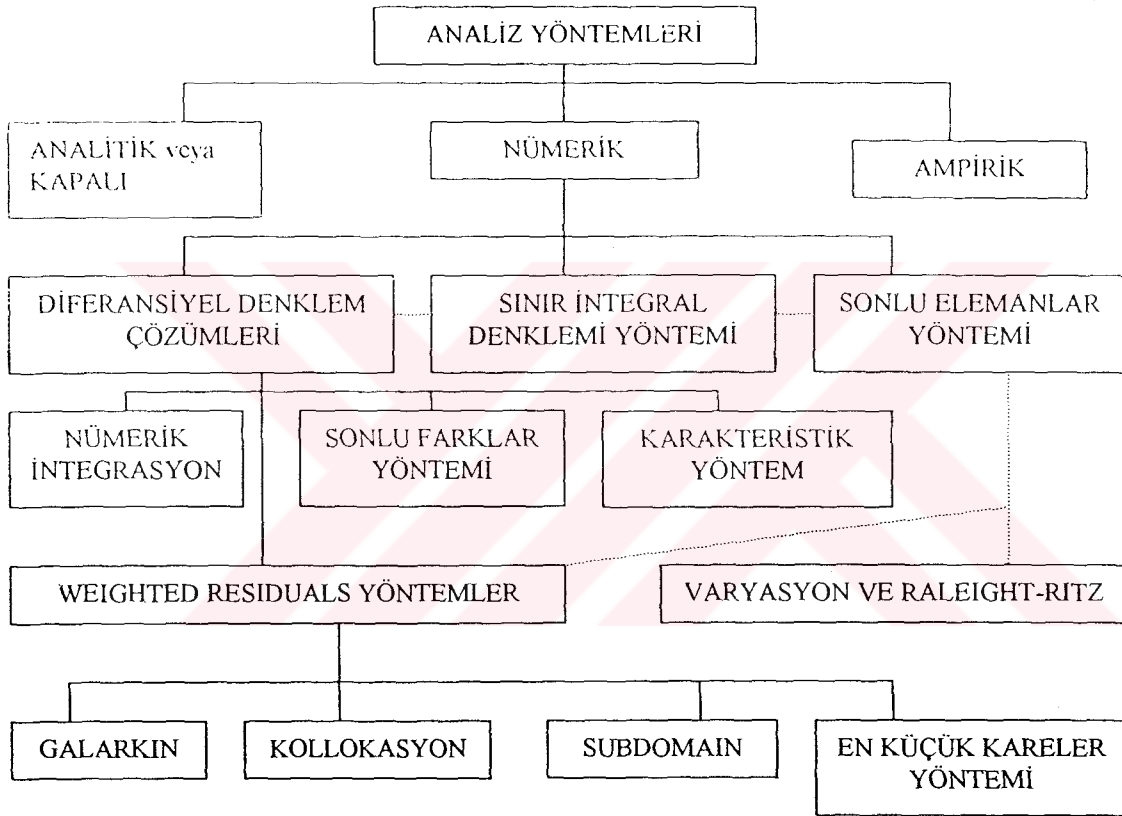 ANALİZ YÖNTEMLERİ
ANALİTİK veya
KAPALI
NÜMERİK
AMPİRİK
DİFERANSİYEL DENKLEM
ÇÖZÜMLERİ
SINIR İNTEGRAL
DENKLEMİ YÖNTEMİ
SONLU ELEMANLAR
YÖNTEMİ
NÜMERİK
İNTEGRASYON
SONLU FARKLAR
YÖNTEMİ
KARAKTERİSTİK
YÖNTEM
WEIGHTED RESIDUALS YÖNTEMLER
VARYASYON VE RALEIGHT-RITZ
GALARKIN
KOLLOKASYON
SUBDOMAIN
EN KÜÇÜK KARELER
YÖNTEMİ